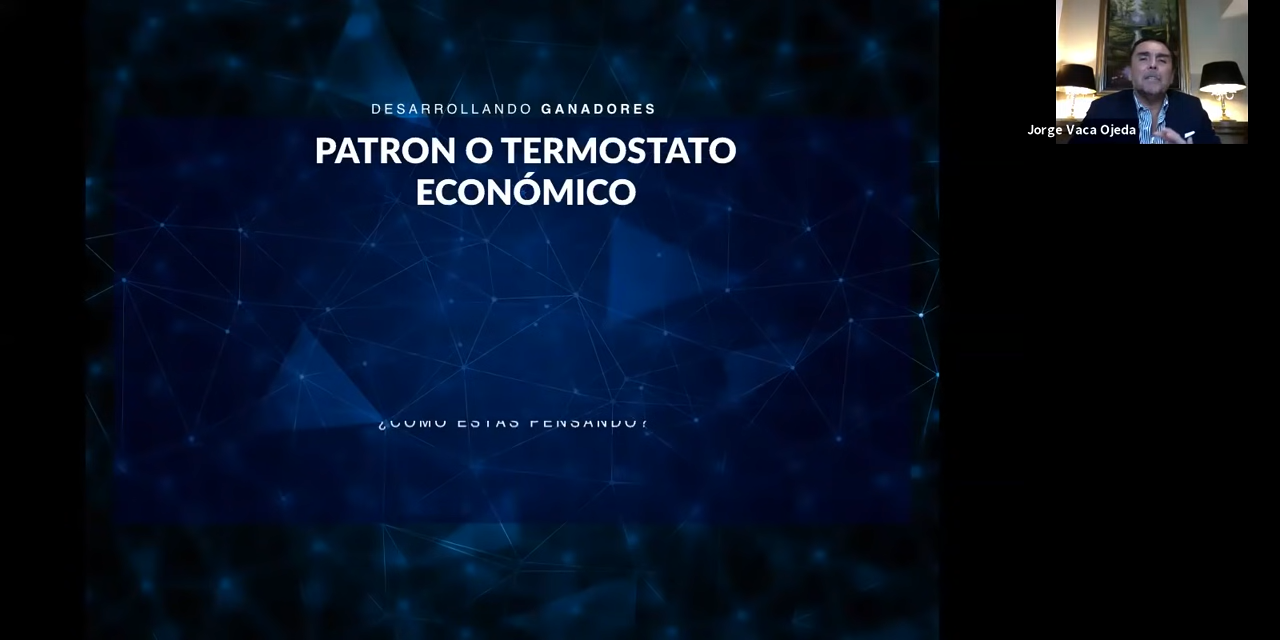 DESARROLLANDO GANADORES
PATRON O TERMOSTATO
ECONÓMICO
¿COMO ESTAS PENSANDO?
Jorge Vaca Ojeda